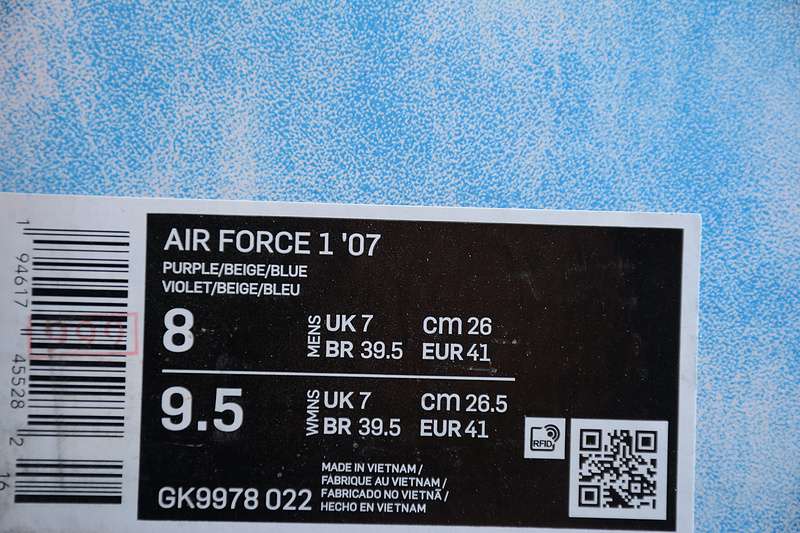 AIR FORCE 1 '07
PURPLE/BEIGE/BLUE
VIOLET/BEIGE/BLEU
8 MENS UK 7 cm 26
BR 39.5 EUR 41
9.5 WMNS UK 7 cm 26.5
BR 39.5 EUR 41
RFID
MADE IN VIETNAM /
FABRIQUE AU VIETNAM /
FABRICADO NO VIETNÃ /
HECHO EN VIETNAM
GK9978 022
1 94617 45528 2
16